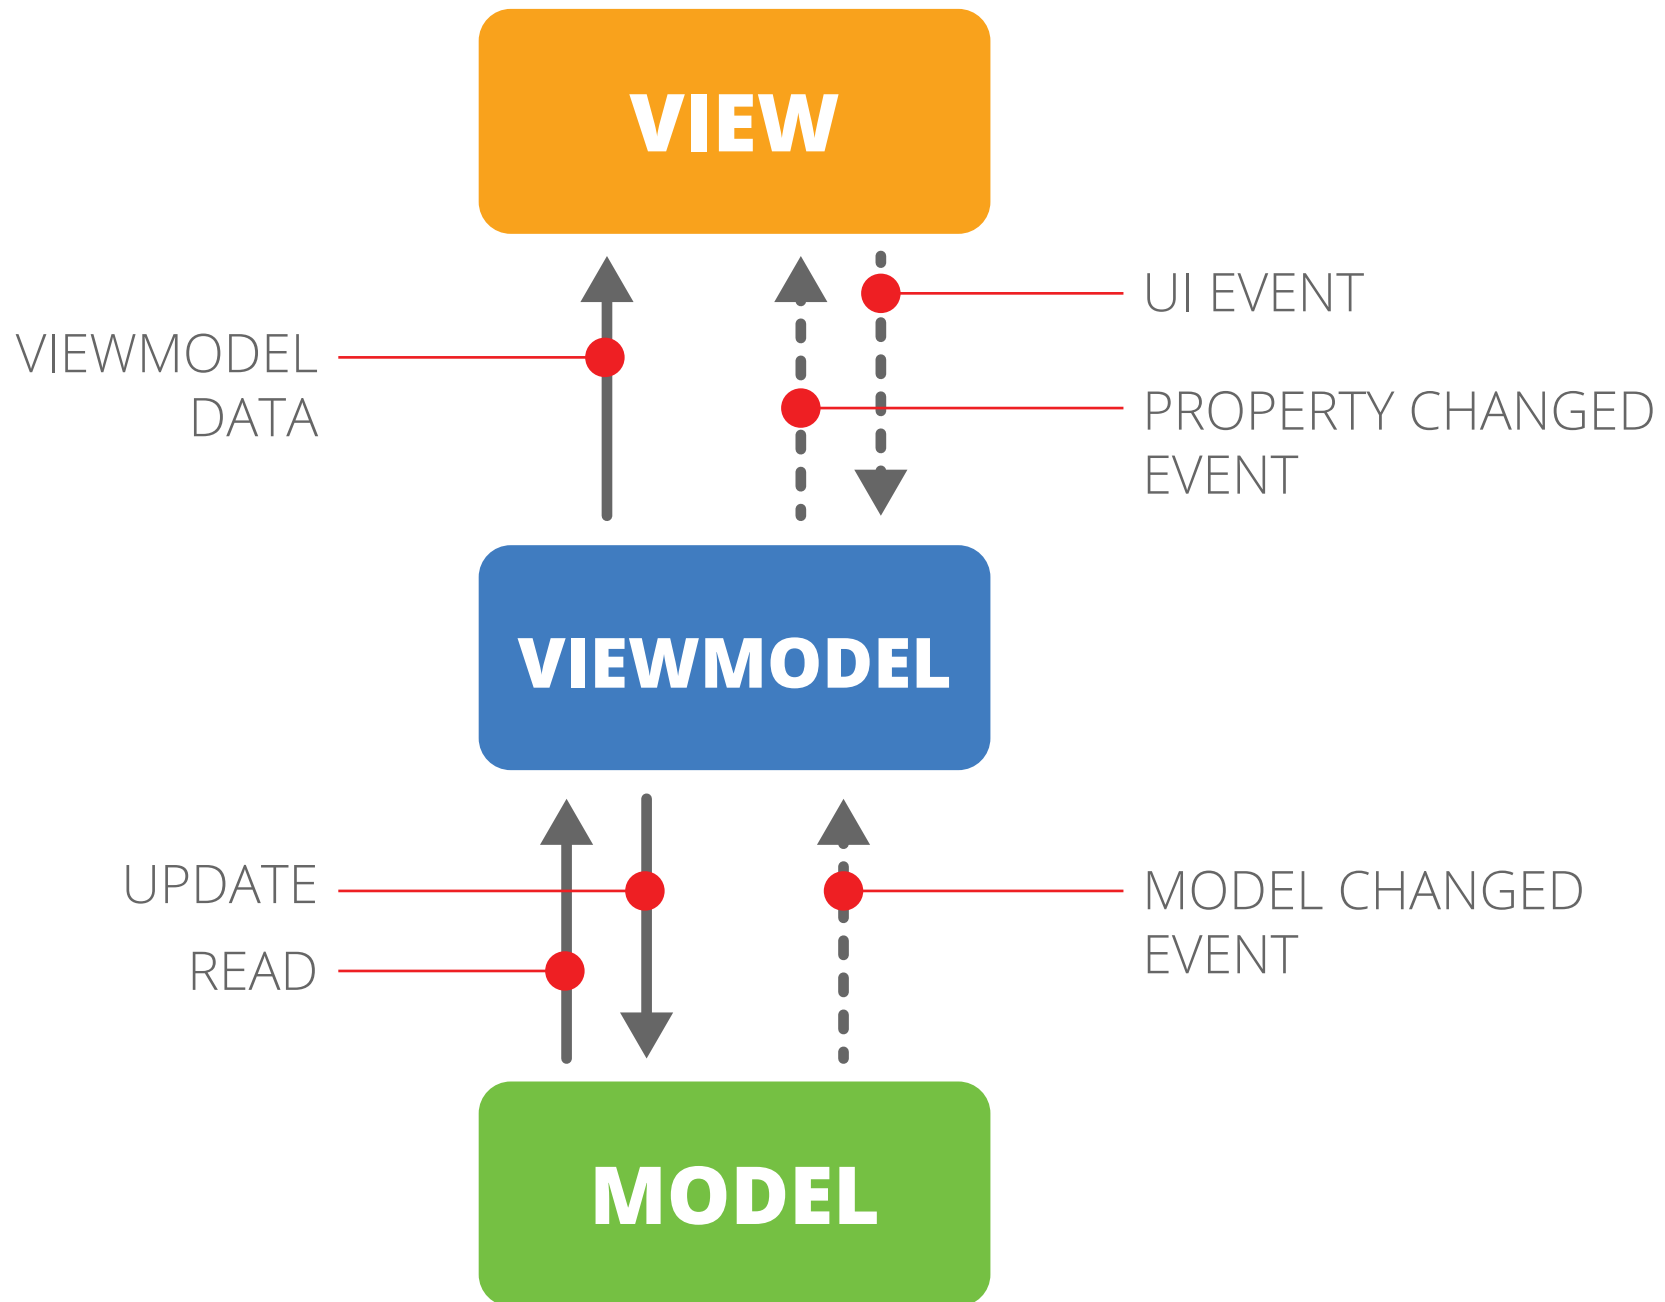 VIEW
UI EVENT
VIEWMODEL
DATA
PROPERTY CHANGED
EVENT
VIEWMODEL
UPDATE
READ
MODEL CHANGED
EVENT
MODEL